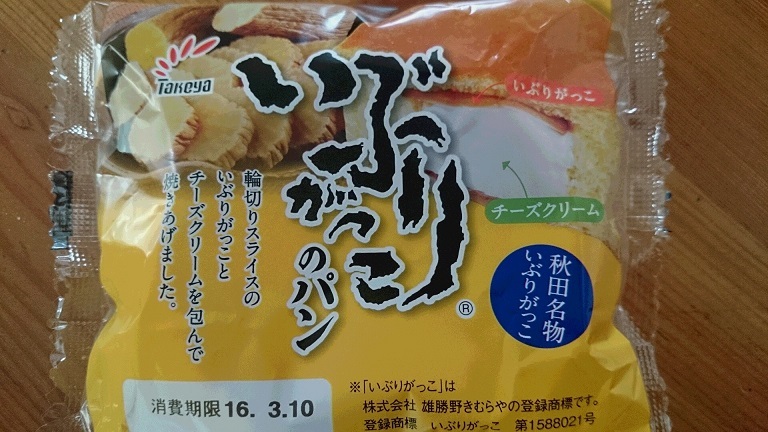 Takeya
いぶりがっこ
のパン
®
いぶりがっこ
チーズクリーム
輪切りスライスの
いぶりがっこと
チーズクリームを包んで
焼きあげました。
秋田名物
いぶりがっこ
消費期限16. 3.10
※「いぶりがっこ」は
株式会社 雄勝野きむらやの登録商標です。
登録商標 いぶりがっこ 第1588021号